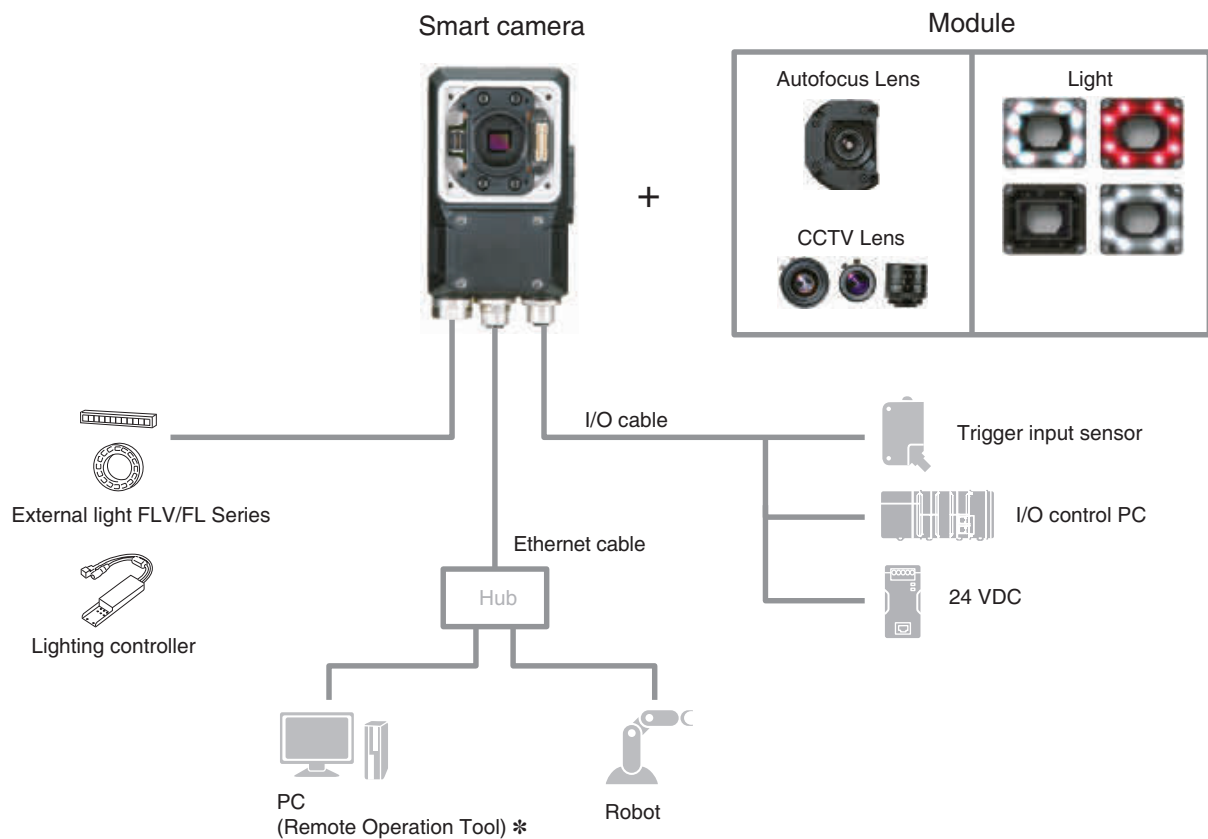 Smart camera
Module
Autofocus Lens
Light
+
CCTV Lens
I/O cable
Trigger input sensor
External light FLV/FL Series
I/O control PC
Ethernet cable
Hub
24 VDC
Lighting controller
PC
(Remote Operation Tool) ✻
Robot